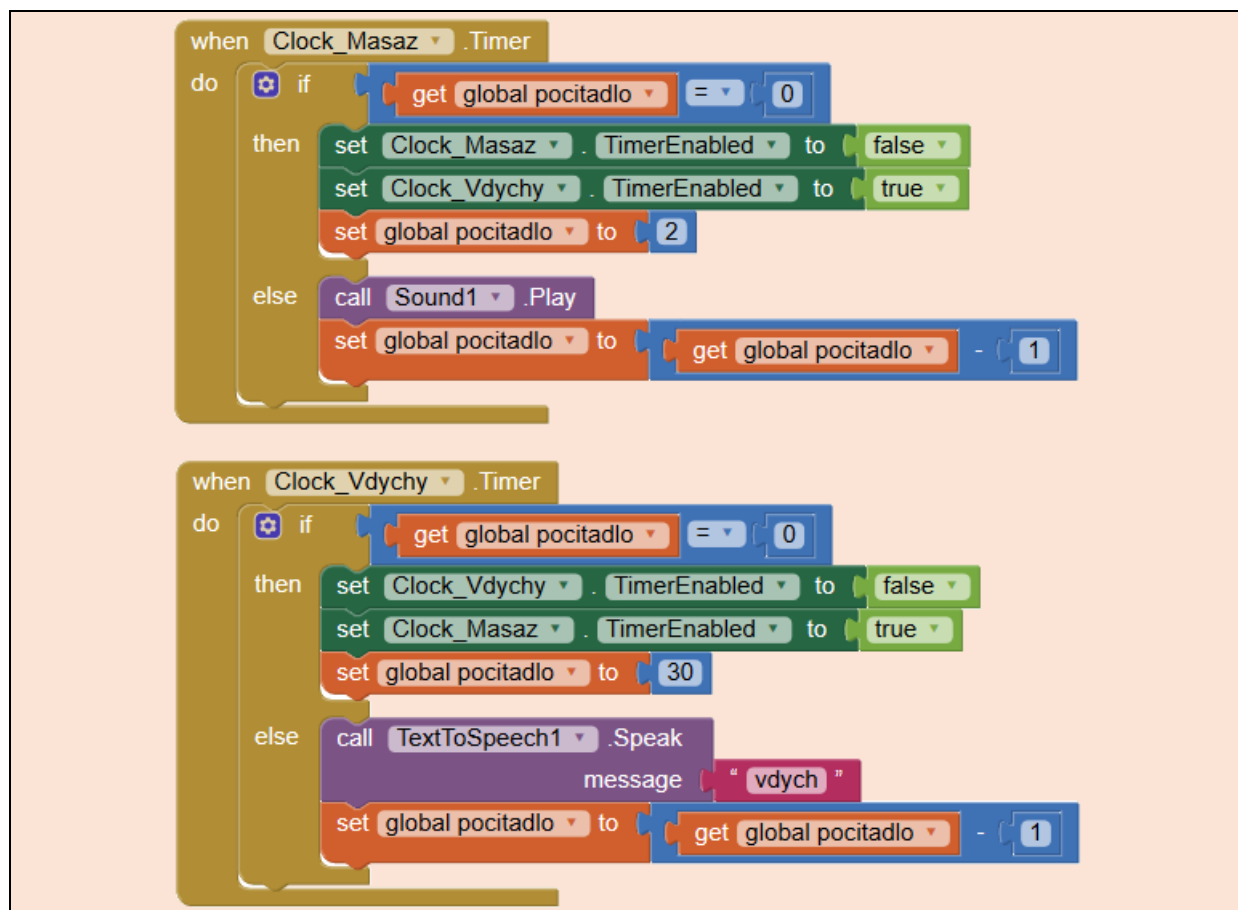 when Clock_Masaz .Timer
do if get global pocitadlo = 0
then set Clock_Masaz . TimerEnabled to false
set Clock_Vdychy . TimerEnabled to true
set global pocitadlo to 2
else call Sound1 .Play
set global pocitadlo to get global pocitadlo - 1
when Clock_Vdychy .Timer
do if get global pocitadlo = 0
then set Clock_Vdychy . TimerEnabled to false
set Clock_Masaz . TimerEnabled to true
set global pocitadlo to 30
else call TextToSpeech1 .Speak
message “ vdych ”
set global pocitadlo to get global pocitadlo - 1